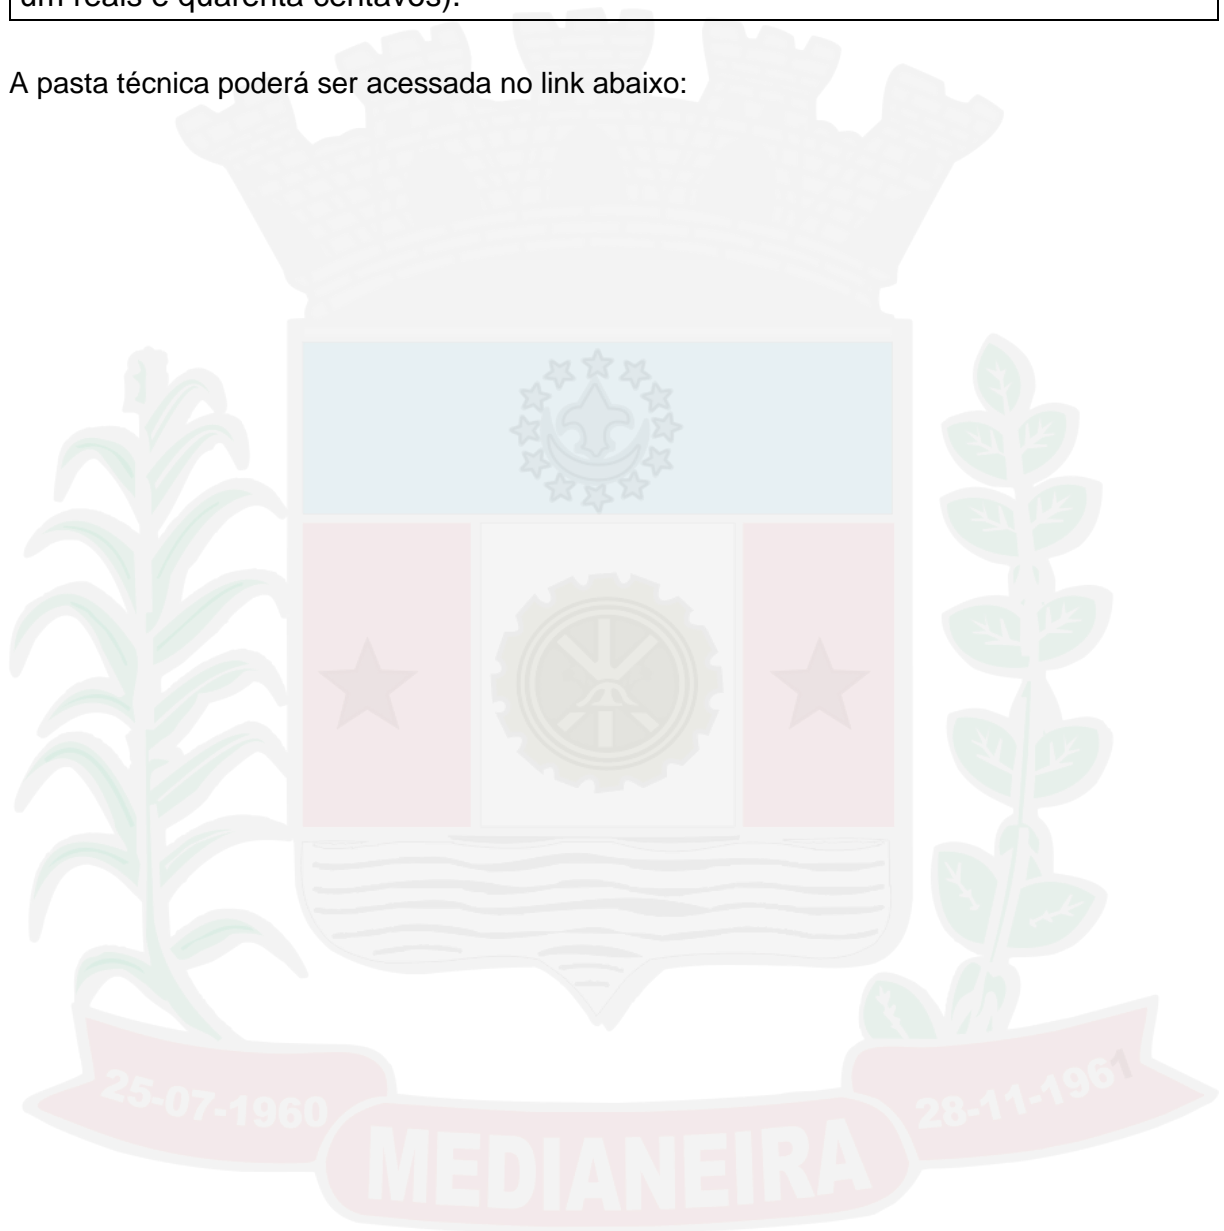 um reais e quarenta centavos).
A pasta técnica poderá ser acessada no link abaixo:
25-07-1960
28-11-1961
MEDIANEIRA